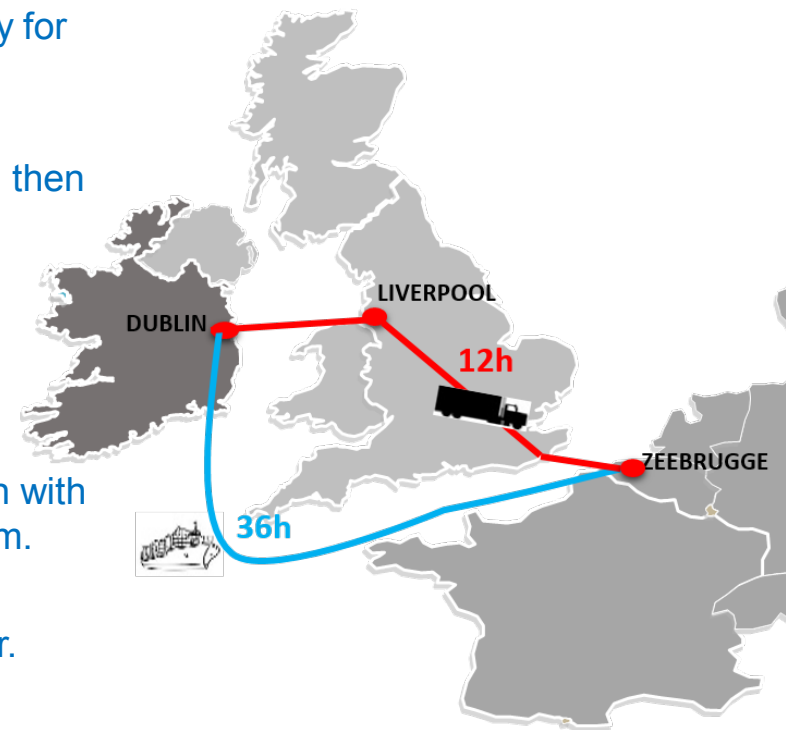 y for
then
LIVERPOOL
DUBLIN
12h
ZEEBRUGGE
n with
36h
m.
r.